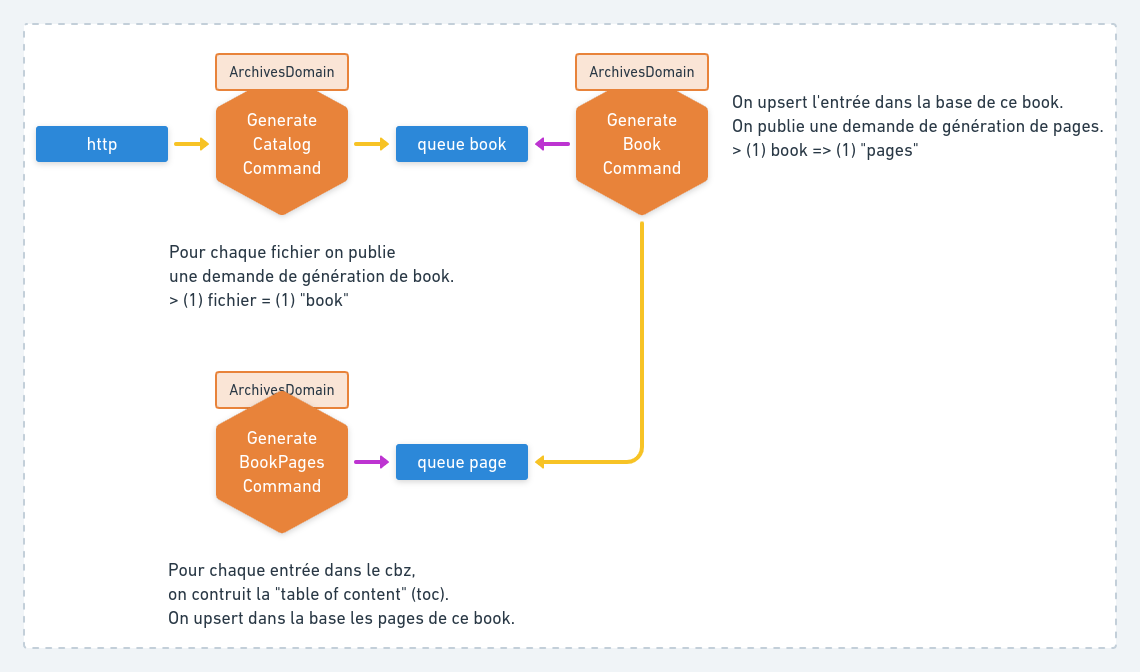 ArchivesDomain
ArchivesDomain
http
Generate
Catalog
Command
queue book
Generate
Book
Command
On upsert l'entrée dans la base de ce book.
On publie une demande de génération de pages.
> (1) book => (1) "pages"
Pour chaque fichier on publie
une demande de génération de book.
> (1) fichier = (1) "book"
ArchivesDomain
Generate
BookPages
Command
queue page
Pour chaque entrée dans le cbz,
on contruit la "table of content" (toc).
On upsert dans la base les pages de ce book.